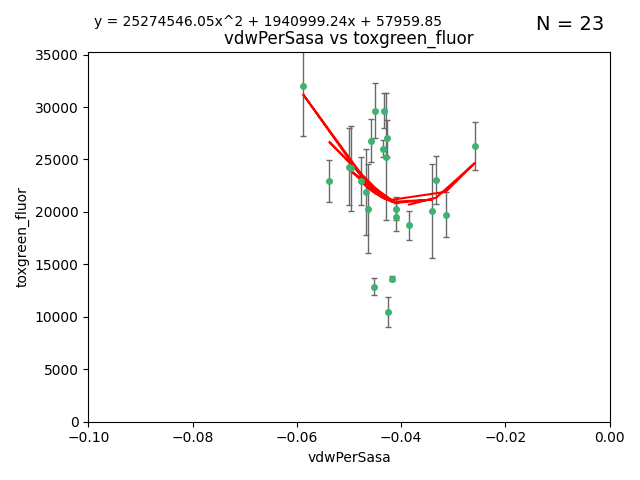 y = 25274546.05x^2 + 1940999.24x + 57959.85
N = 23
vdwPerSasa vs toxgreen_fluor
35000
30000
25000
20000
15000
10000
5000
0
toxgreen_fluor
−0.10
−0.08
−0.06
−0.04
−0.02
0.00
vdwPerSasa